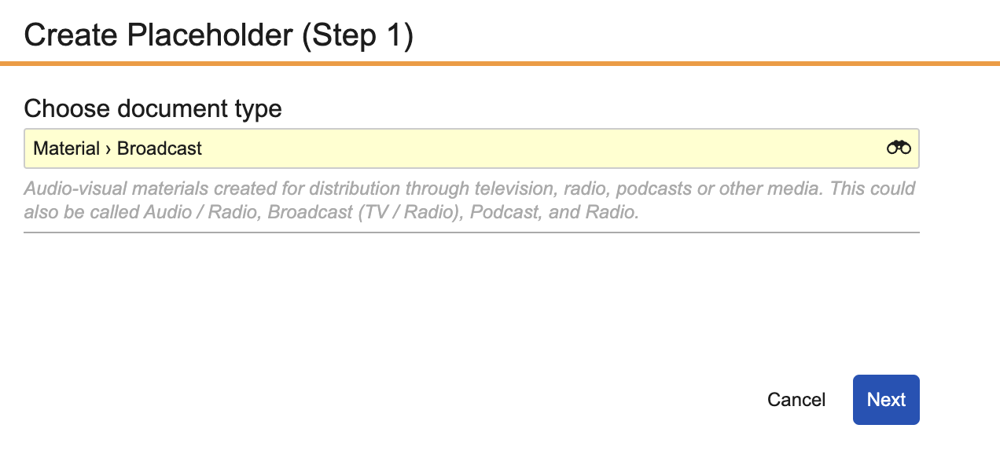 Create Placeholder (Step 1)
Choose document type
Material › Broadcast
Audio-visual materials created for distribution through television, radio, podcasts or other media. This could
also be called Audio / Radio, Broadcast (TV / Radio), Podcast, and Radio.
Cancel
Next